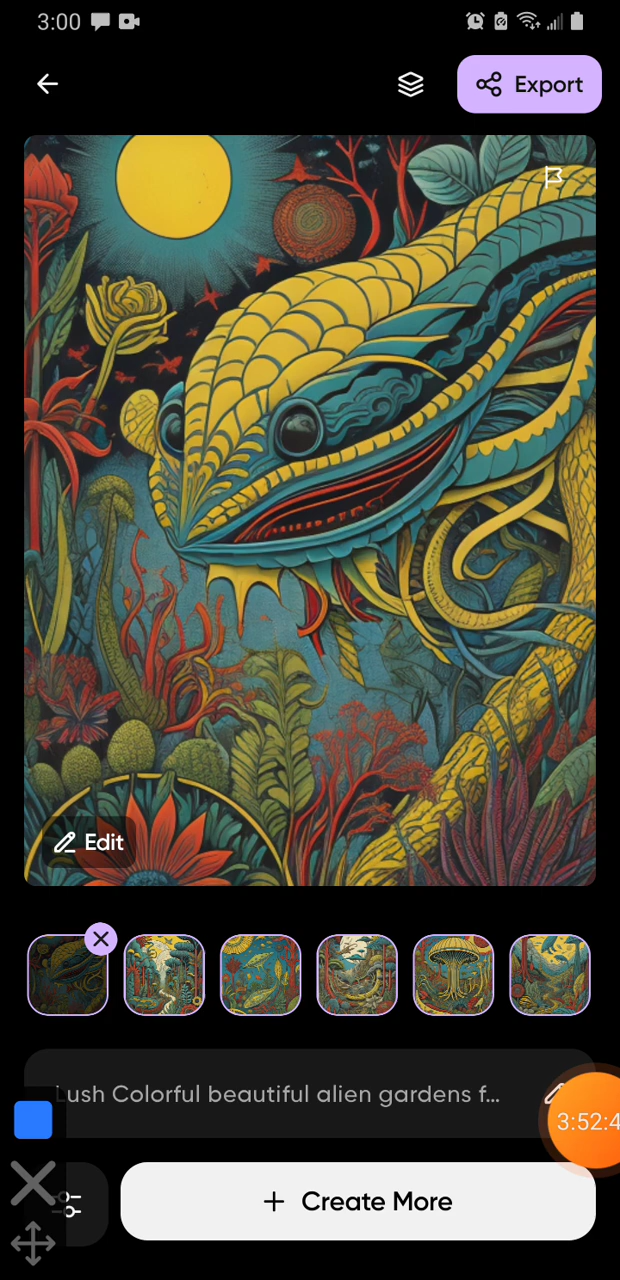 3:00
Export
Edit
Lush Colorful beautiful alien gardens f...
3:52:4
+ Create More